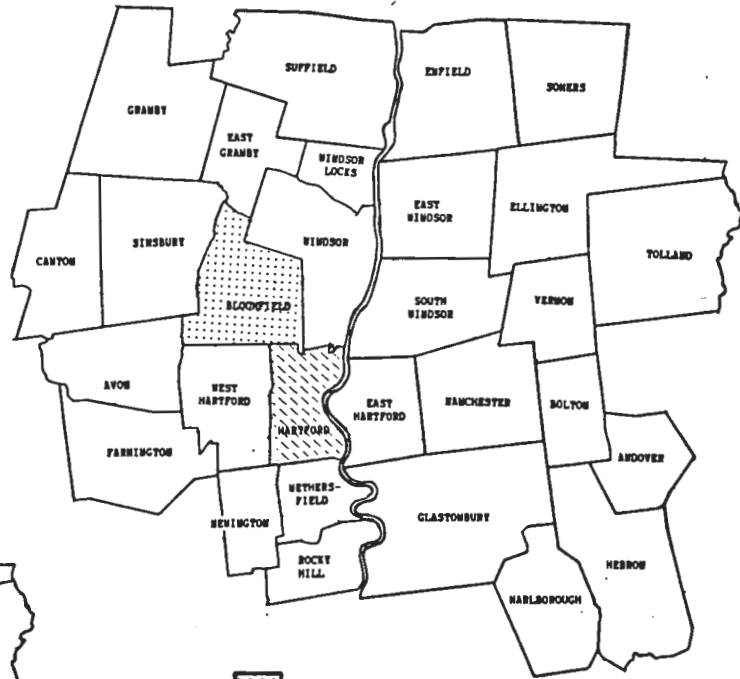 SUFFIELD
ENFIELD
SOMERS
GRANBY
EAST
GRANBY
WINDSOR
LOCKS
EAST
WINDSOR
ELLINGTON
CANTON
SIMSBURY
WINDSOR
TOLLAND
BLOOMFIELD
SOUTH
WINDSOR
VERNON
AVON
WEST
HARTFORD
HARTFORD
EAST
HARTFORD
MANCHESTER
BOLTON
FARMINGTON
ANDOVER
WETHERS-
FIELD
NEWINGTON
GLASTONBURY
ROCKY
HILL
HEBRON
MARLBOROUGH